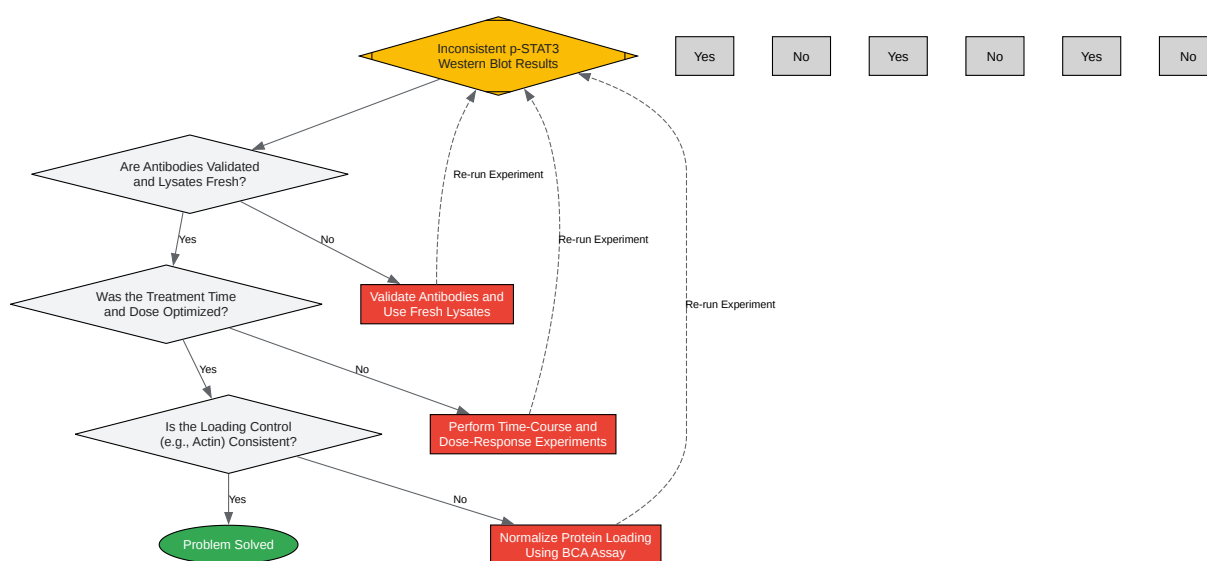 Inconsistent p-STAT3
Western Blot Results
Yes
No
Yes
No
Yes
No
Are Antibodies Validated
and Lysates Fresh?
Re-run Experiment
Yes
No
Re-run Experiment
Was the Treatment Time
and Dose Optimized?
Validate Antibodies and
Use Fresh Lysates
Re-run Experiment
Yes
No
Is the Loading Control
(e.g., Actin) Consistent?
Perform Time-Course and
Dose-Response Experiments
Yes
No
Problem Solved
Normalize Protein Loading
Using BCA Assay